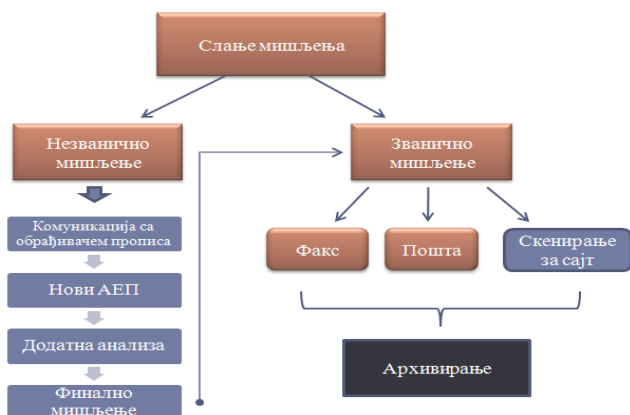 Слање мишљења
Незванично
мишљење
Званично
мишљење
Комуникација са
обрађивачем прописа
Нови АЕП
Додатна анализа
Финално
мишљење
Факс
Пошта
Скенирање
за сајт
Архивирање